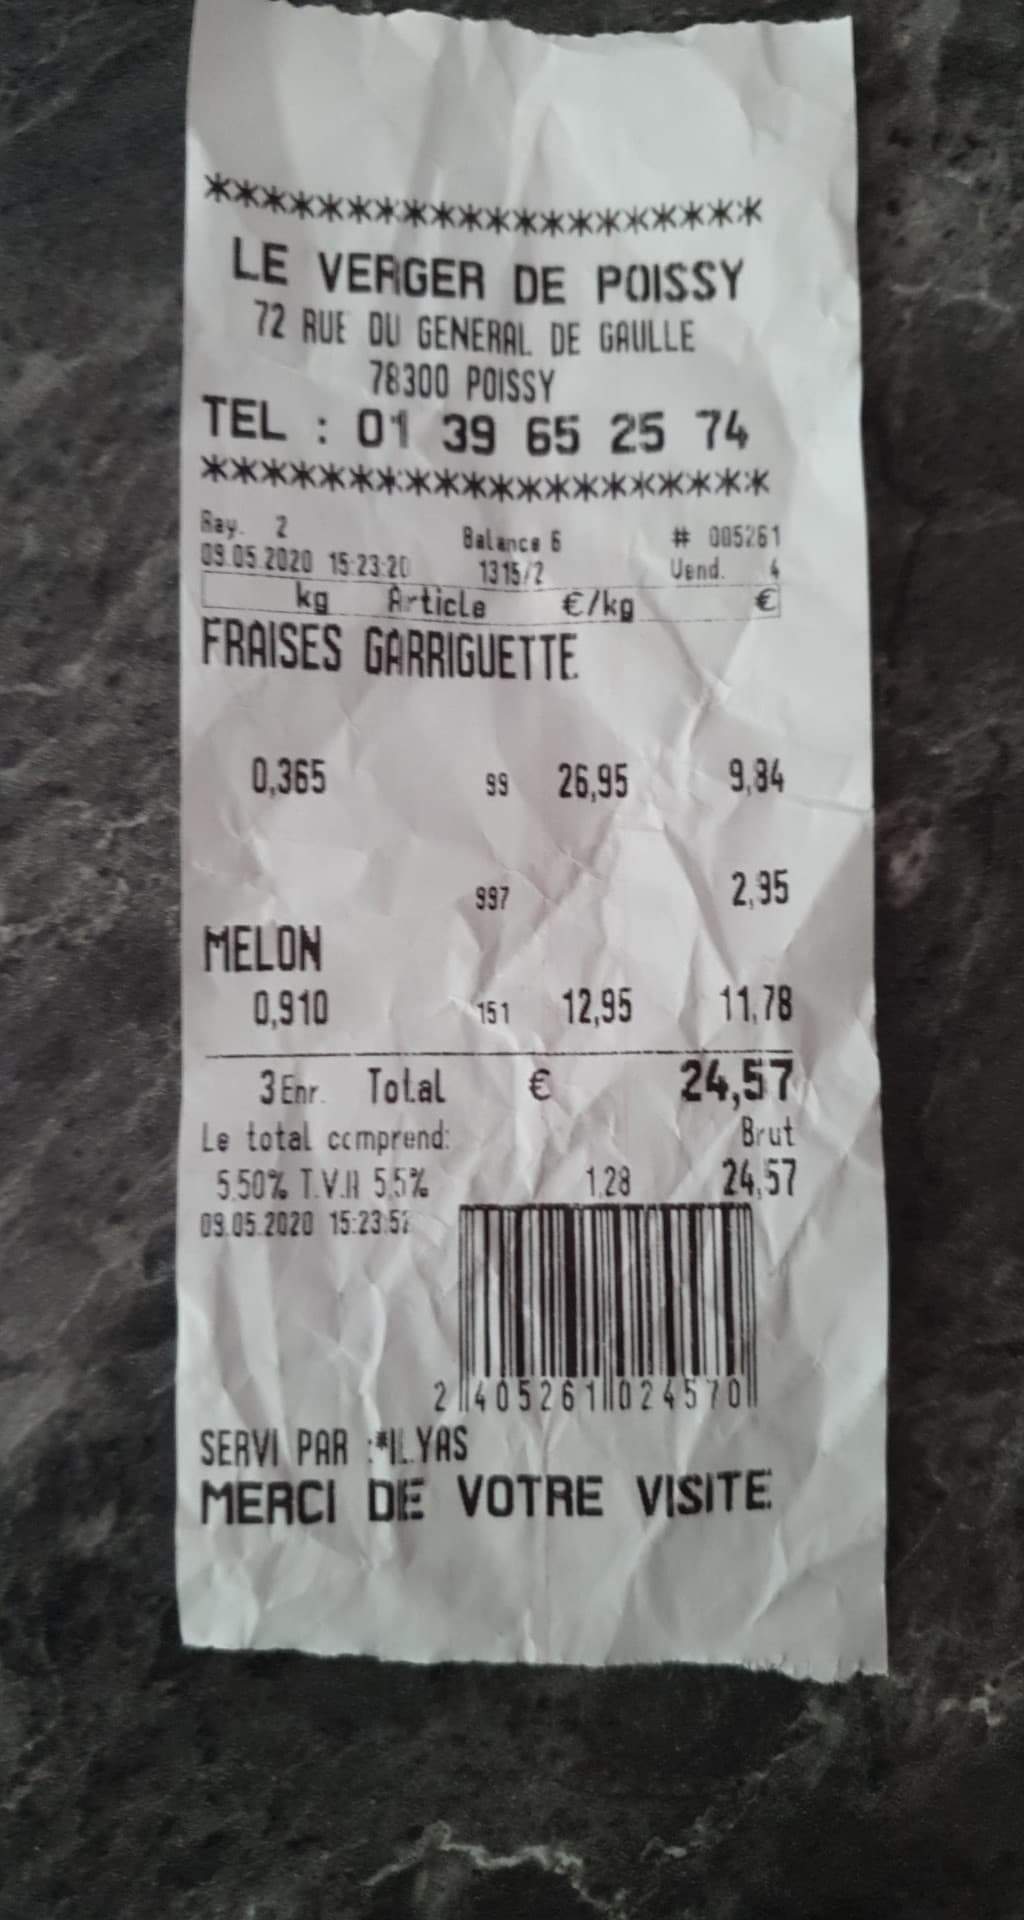 ********************
LE VERGER DE POISSY
72 RUE DU GENERAL DE GAULLE
78300 POISSY
TEL : 01 39 65 25 74
********************
Ray. 2 Balance 6 # 005261
09.05.2020 15:23:20 1315/2 Vend. 4
kg Article €/kg €
FRAISES GARRIGUETTE
0,365 99 26,95 9,84
997 2,95
MELON
0,910 151 12,95 11,78
3 Enr. Total € 24,57
Le total comprend: Brut
5.50% T.V.A 5,5% 1,28 24,57
09.05.2020 15:23:57
2 405261 024570
SERVI PAR :*ILYAS
MERCI DE VOTRE VISITE.